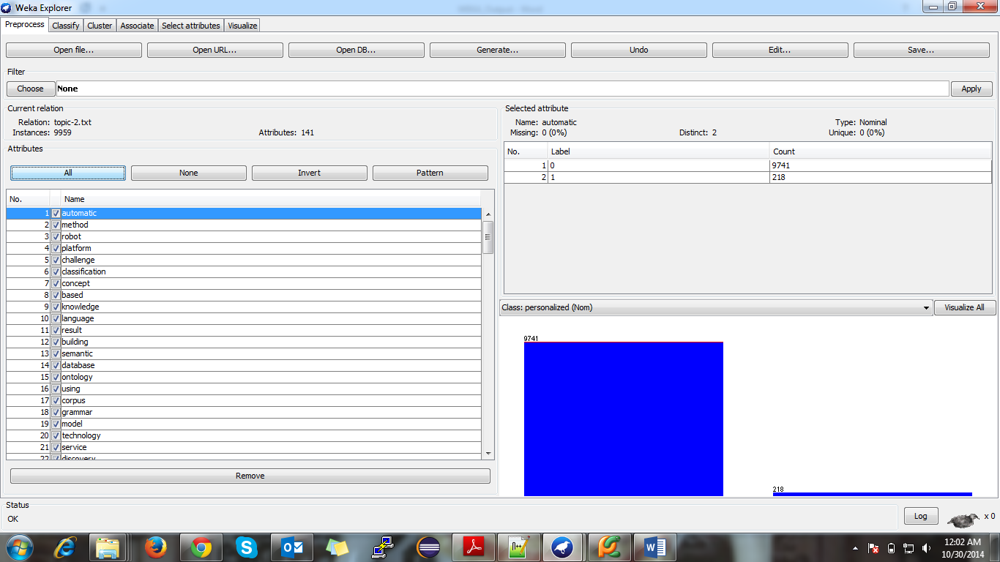 Weka Explorer
Preprocess Classify Cluster Associate Select attributes Visualize
Open file... Open URL... Open DB... Generate... Undo Edit... Save...
Filter
Choose None Apply
Current relation
Relation: topic-2.txt
Instances: 9959 Attributes: 141
Attributes
All None Invert Pattern
No. Name
1 automatic
2 method
3 robot
4 platform
5 challenge
6 classification
7 concept
8 based
9 knowledge
10 language
11 result
12 building
13 semantic
14 database
15 ontology
16 using
17 corpus
18 grammar
19 model
20 technology
21 service
22 discovery
Remove
Selected attribute
Name: automatic Type: Nominal
Missing: 0 (0%) Distinct: 2 Unique: 0 (0%)
No. Label Count
1 0 9741
2 1 218
Class: personalized (Nom) Visualize All
9741
218
Status
OK Log x 0
12:02 AM
10/30/2014